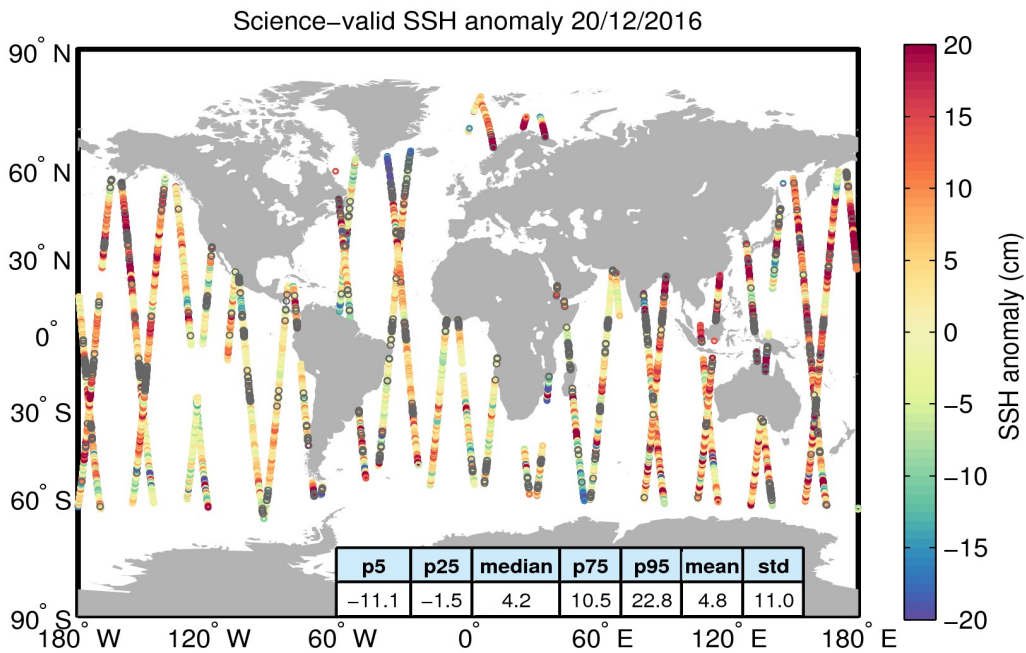 Science−valid SSH anomaly 20/12/2016
90° N
60° N
30° N
0°
30° S
60° S
90° S
180° W
120° W
60° W
0°
60° E
120° E
180° E
p5 p25 median p75 p95 mean std
−11.1 −1.5 4.2 10.5 22.8 4.8 11.0
20
15
10
5
0
−5
−10
−15
−20
SSH anomaly (cm)